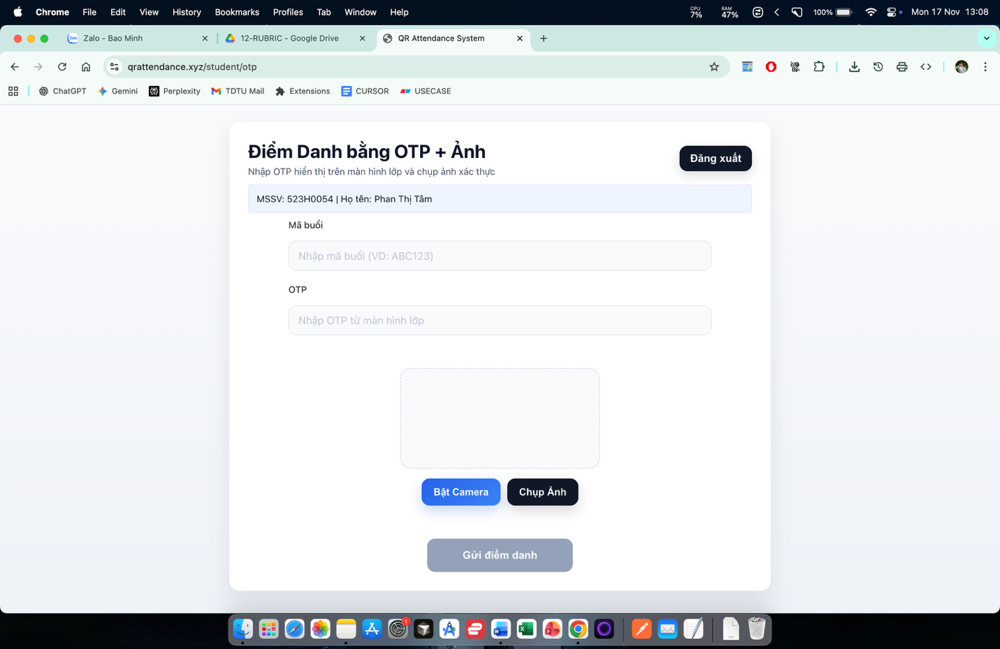 Chrome File Edit View History Bookmarks Profiles Tab Window Help CPU 7% RAM 47% 100% Mon 17 Nov 13:08
Zalo - Bao Minh 12-RUBRIC - Google Drive QR Attendance System
qrattendance.xyz/student/otp
ChatGPT Gemini Perplexity TDTU Mail Extensions CURSOR USECASE
Điểm Danh bằng OTP + Ảnh
Đăng xuất
Nhập OTP hiển thị trên màn hình lớp và chụp ảnh xác thực
MSSV: 523H0054 | Họ tên: Phan Thị Tâm
Mã buổi
Nhập mã buổi (VD: ABC123)
OTP
Nhập OTP từ màn hình lớp
Bật Camera Chụp Ảnh
Gửi điểm danh